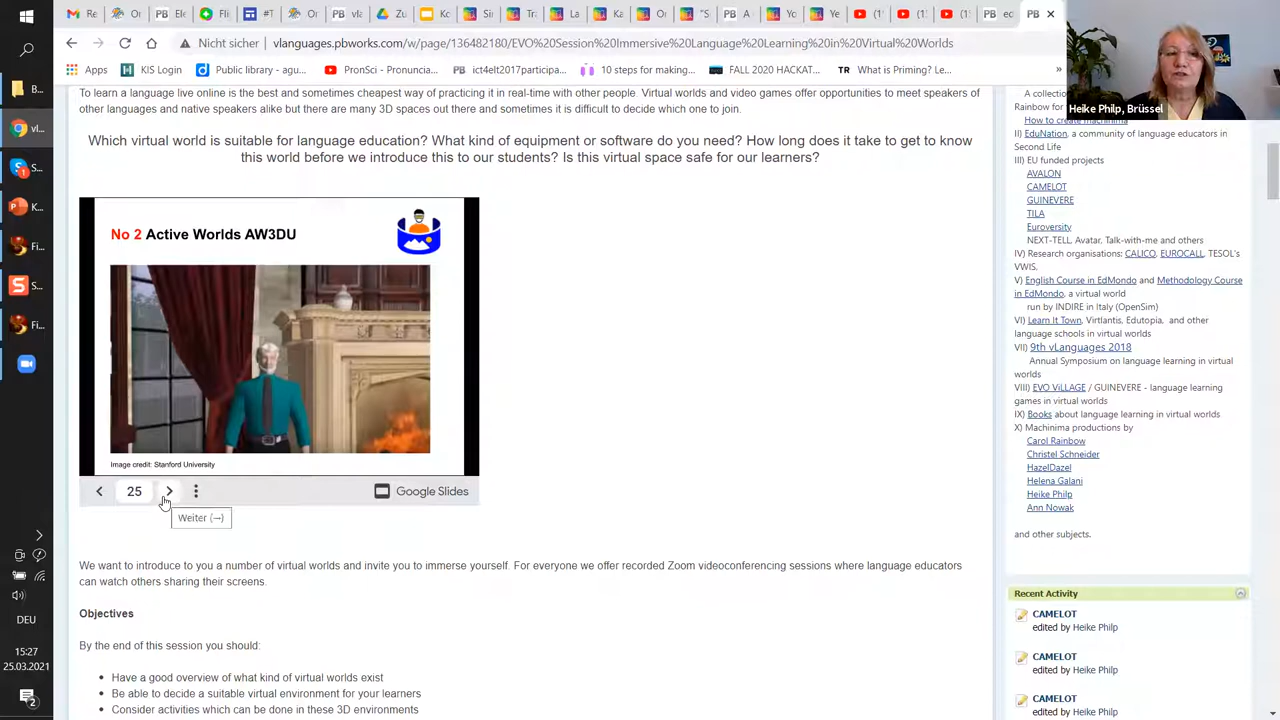 Nicht sicher
vlanguages.pbworks.com/w/page/136482180/EVO%20Session%20Immersive%20Language%20Learning%20in%20Virtual%20Worlds
Apps
KIS Login
Public library - agu...
PronSci - Pronuncia...
PB ict4elt2017participa...
10 steps for making...
FALL 2020 HACKAT...
TR What is Priming? Le...
»
Heike Philp, Brüssel
To learn a language live online is the best and sometimes cheapest way of practicing it in real-time with other people. Virtual worlds and video games offer opportunities to meet speakers of
other languages and native speakers alike but there are many 3D spaces out there and sometimes it is difficult to decide which one to join.
Which virtual world is suitable for language education? What kind of equipment or software do you need? How long does it take to get to know
this world before we introduce this to our students? Is this virtual space safe for our learners?
No 2 Active Worlds AW3DU
Image credit: Stanford University
25
Google Slides
Weiter (→)
We want to introduce to you a number of virtual worlds and invite you to immerse yourself. For everyone we offer recorded Zoom videoconferencing sessions where language educators
can watch others sharing their screens.
Objectives
By the end of this session you should:
• Have a good overview of what kind of virtual worlds exist
• Be able to decide a suitable virtual environment for your learners
• Consider activities which can be done in these 3D environments
A collectio
Rainbow for
How to create machinima
II) EduNation, a community of language educators in
Second Life
III) EU funded projects
AVALON
CAMELOT
GUINEVERE
TILA
Euroversity
NEXT-TELL, Avatar, Talk-with-me and others
IV) Research organisations: CALICO, EUROCALL, TESOL's
VWIS,
V) English Course in EdMondo and Methodology Course
in EdMondo, a virtual world
run by INDIRE in Italy (OpenSim)
VI) Learn It Town, Virtlantis, Edutopia, and other
language schools in virtual worlds
VII) 9th vLanguages 2018
Annual Symposium on language learning in virtual
worlds
VIII) EVO ViLLAGE / GUINEVERE - language learning
games in virtual worlds
IX) Books about language learning in virtual worlds
X) Machinima productions by
Carol Rainbow
Christel Schneider
HazelDazel
Helena Galani
Heike Philp
Ann Nowak
and other subjects.
Recent Activity
CAMELOT
edited by Heike Philp
CAMELOT
edited by Heike Philp
CAMELOT
edited by Heike Philp
B...
vl...
S...
K...
Fi...
S...
Fi...
DEU
15:27
25.03.2021
2